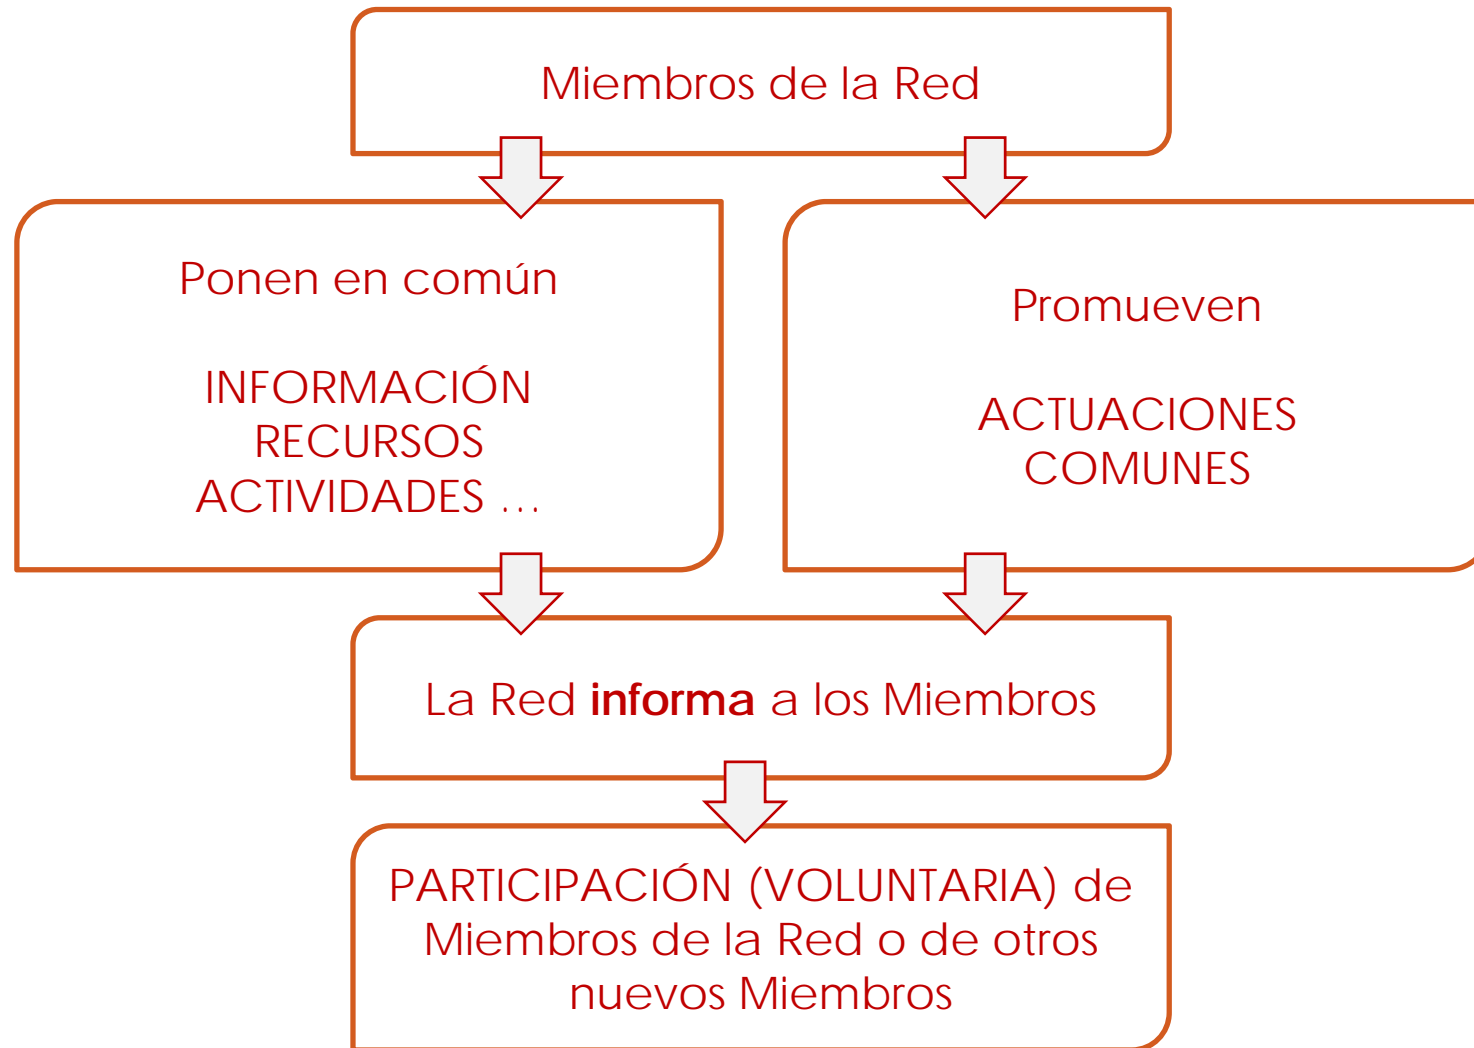 Miembros de la Red
Ponen en común
INFORMACIÓN
RECURSOS
ACTIVIDADES …
Promueven
ACTUACIONES
COMUNES
La Red informa a los Miembros
PARTICIPACIÓN (VOLUNTARIA) de
Miembros de la Red o de otros
nuevos Miembros